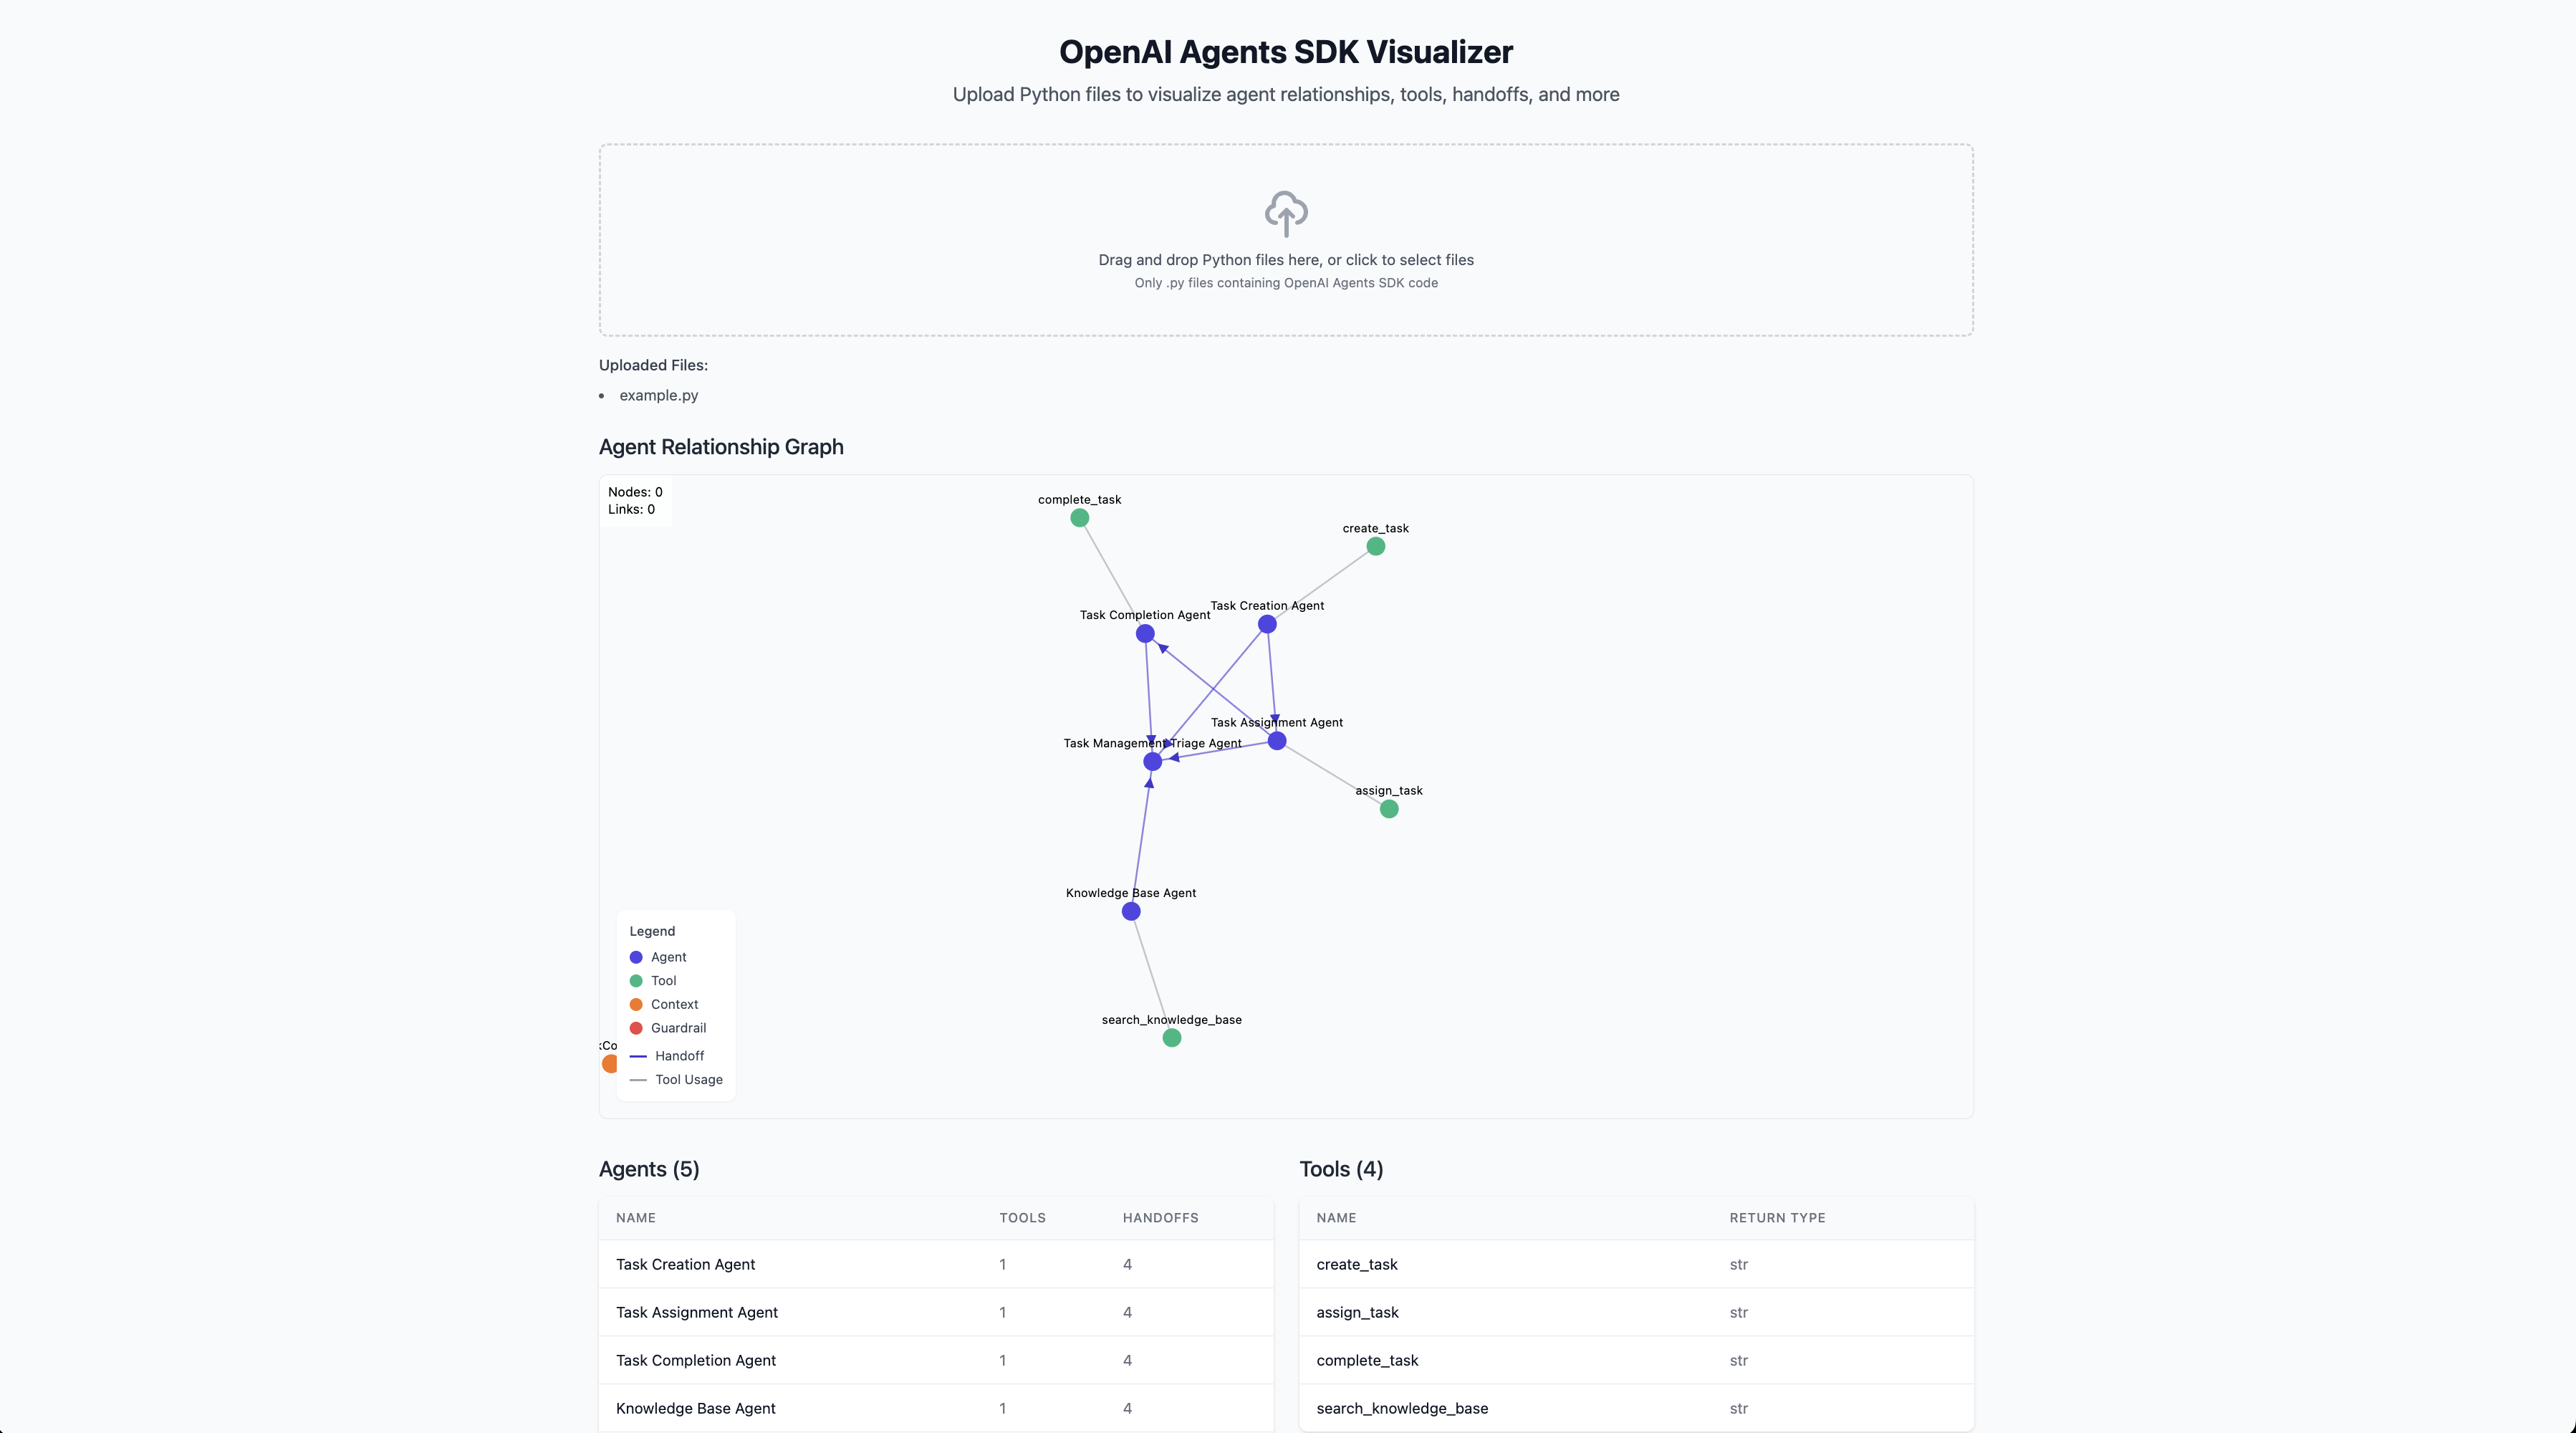 OpenAI Agents SDK Visualizer
Upload Python files to visualize agent relationships, tools, handoffs, and more
Drag and drop Python files here, or click to select files
Only .py files containing OpenAI Agents SDK code
Uploaded Files:
• example.py
Agent Relationship Graph
Nodes: 0
Links: 0
complete_task
create_task
Task Completion Agent
Task Creation Agent
Task Assignment Agent
Task Management Triage Agent
assign_task
Knowledge Base Agent
search_knowledge_base
Legend
Agent
Tool
Context
Guardrail
Handoff
Tool Usage
Agents (5)
NAME TOOLS HANDOFFS
Task Creation Agent 1 4
Task Assignment Agent 1 4
Task Completion Agent 1 4
Knowledge Base Agent 1 4
Tools (4)
NAME RETURN TYPE
create_task str
assign_task str
complete_task str
search_knowledge_base str